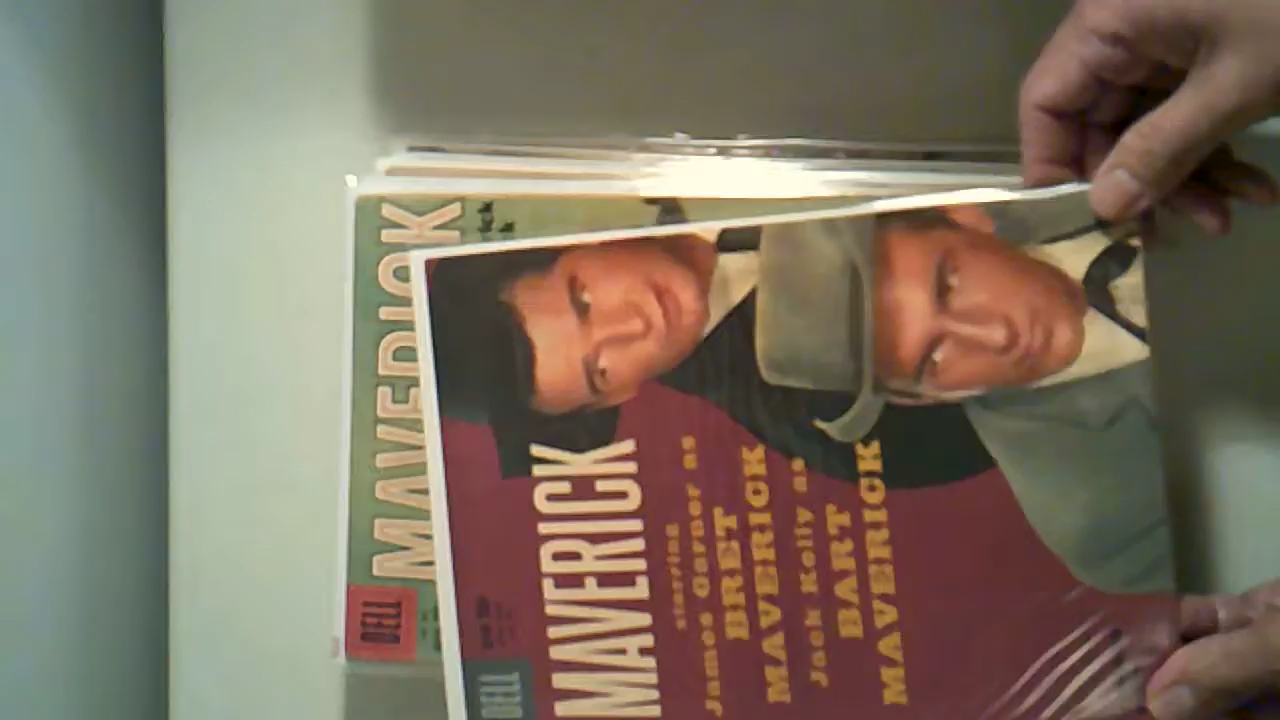 MAVERICK
DELL
DELL
MAVERICK
starring
James Garner as
BRET
MAVERICK
Jack Kelly as
BART
MAVERICK